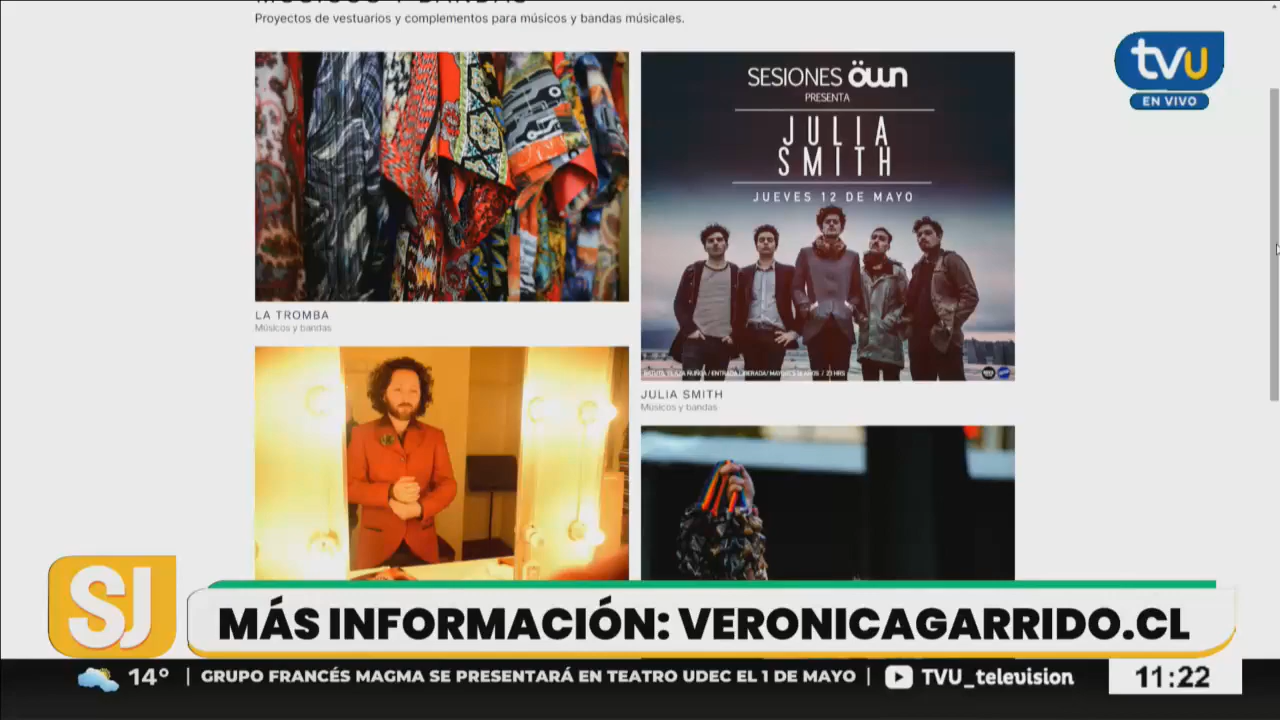 Proyectos de vestuarios y complementos para músicos y bandas músicales.
tvu
EN VIVO
SESIONES ÖWN
PRESENTA
JULIA
SMITH
JUEVES 12 DE MAYO
LA TROMBA
Músicos y bandas
JULIA SMITH
Músicos y bandas
SJ
MÁS INFORMACIÓN: VERONICAGARRIDO.CL
14° | GRUPO FRANCÉS MAGMA SE PRESENTARÁ EN TEATRO UDEC EL 1 DE MAYO | TVU_television
11:22